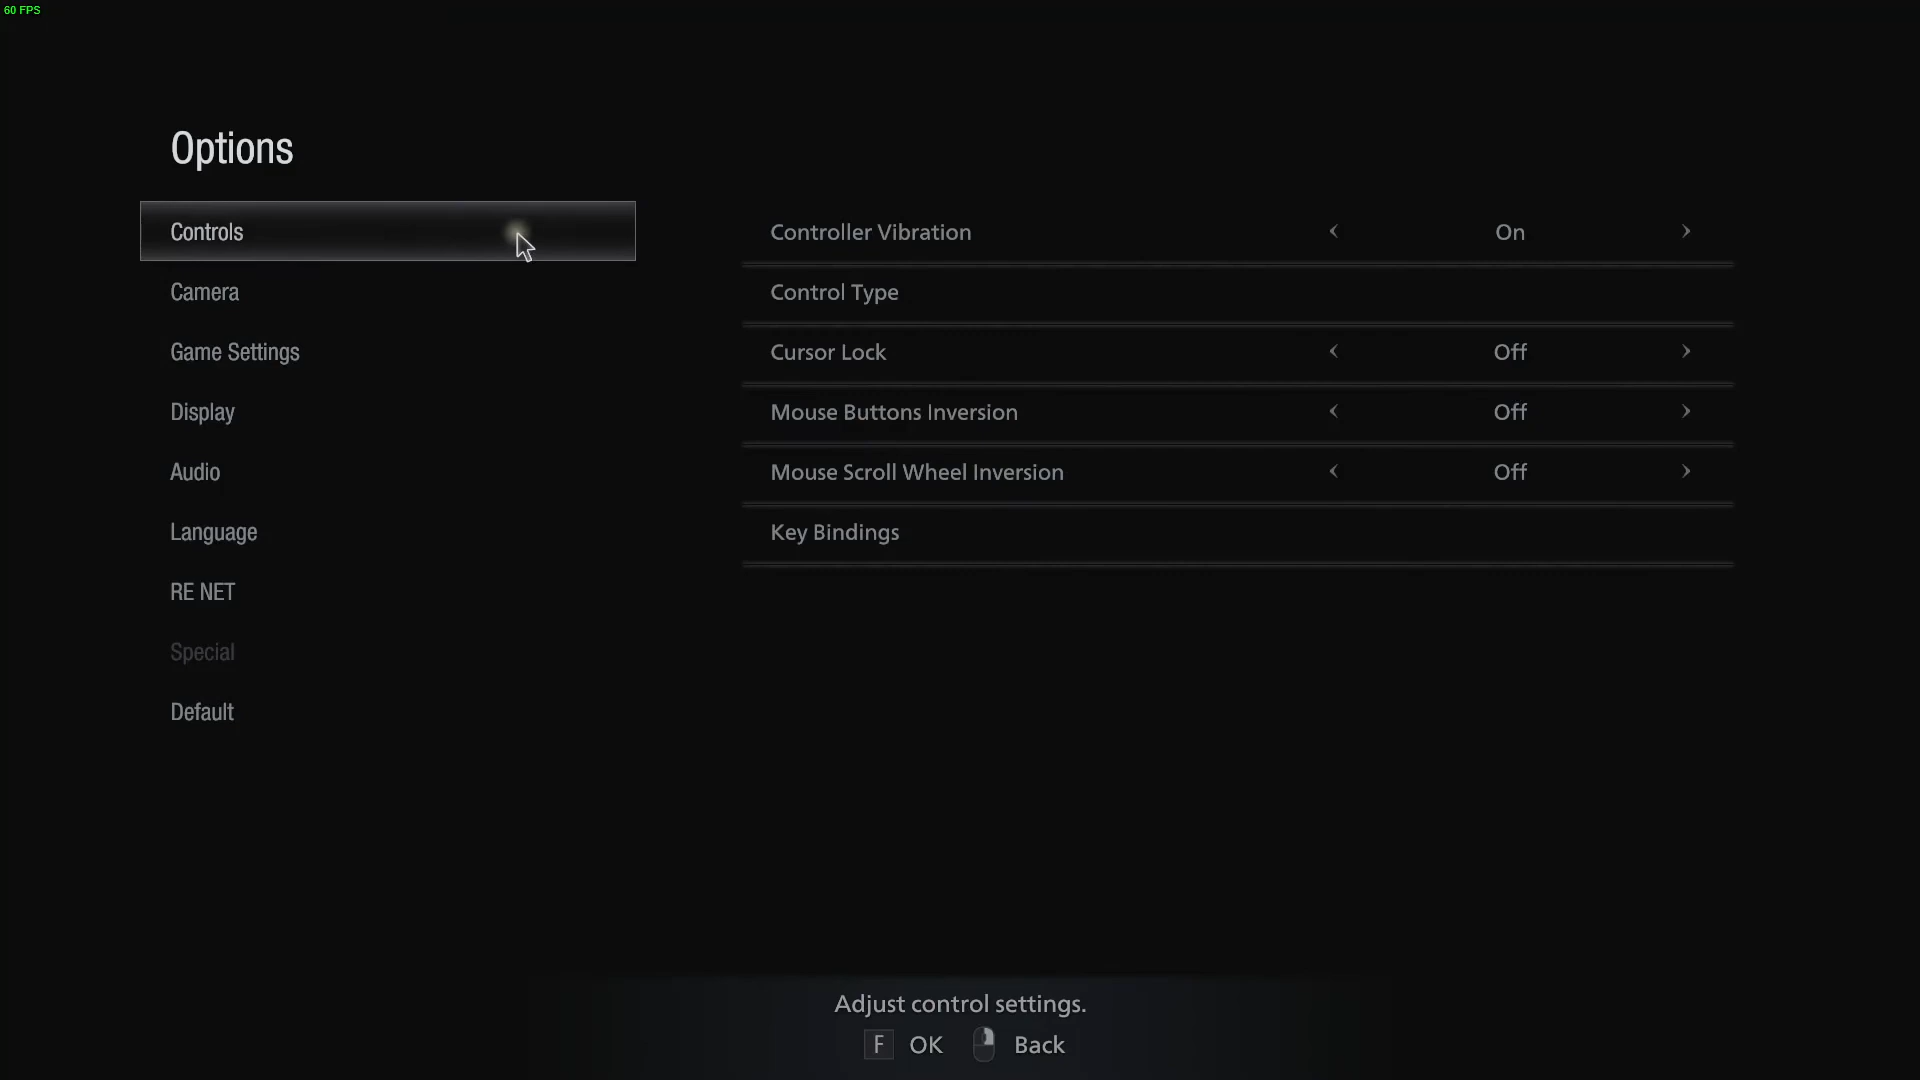 60 FPS
Options
Controls
Camera
Game Settings
Display
Audio
Language
RE NET
Special
Default
Controller Vibration On
Control Type
Cursor Lock Off
Mouse Buttons Inversion Off
Mouse Scroll Wheel Inversion Off
Key Bindings
Adjust control settings.
F OK Back